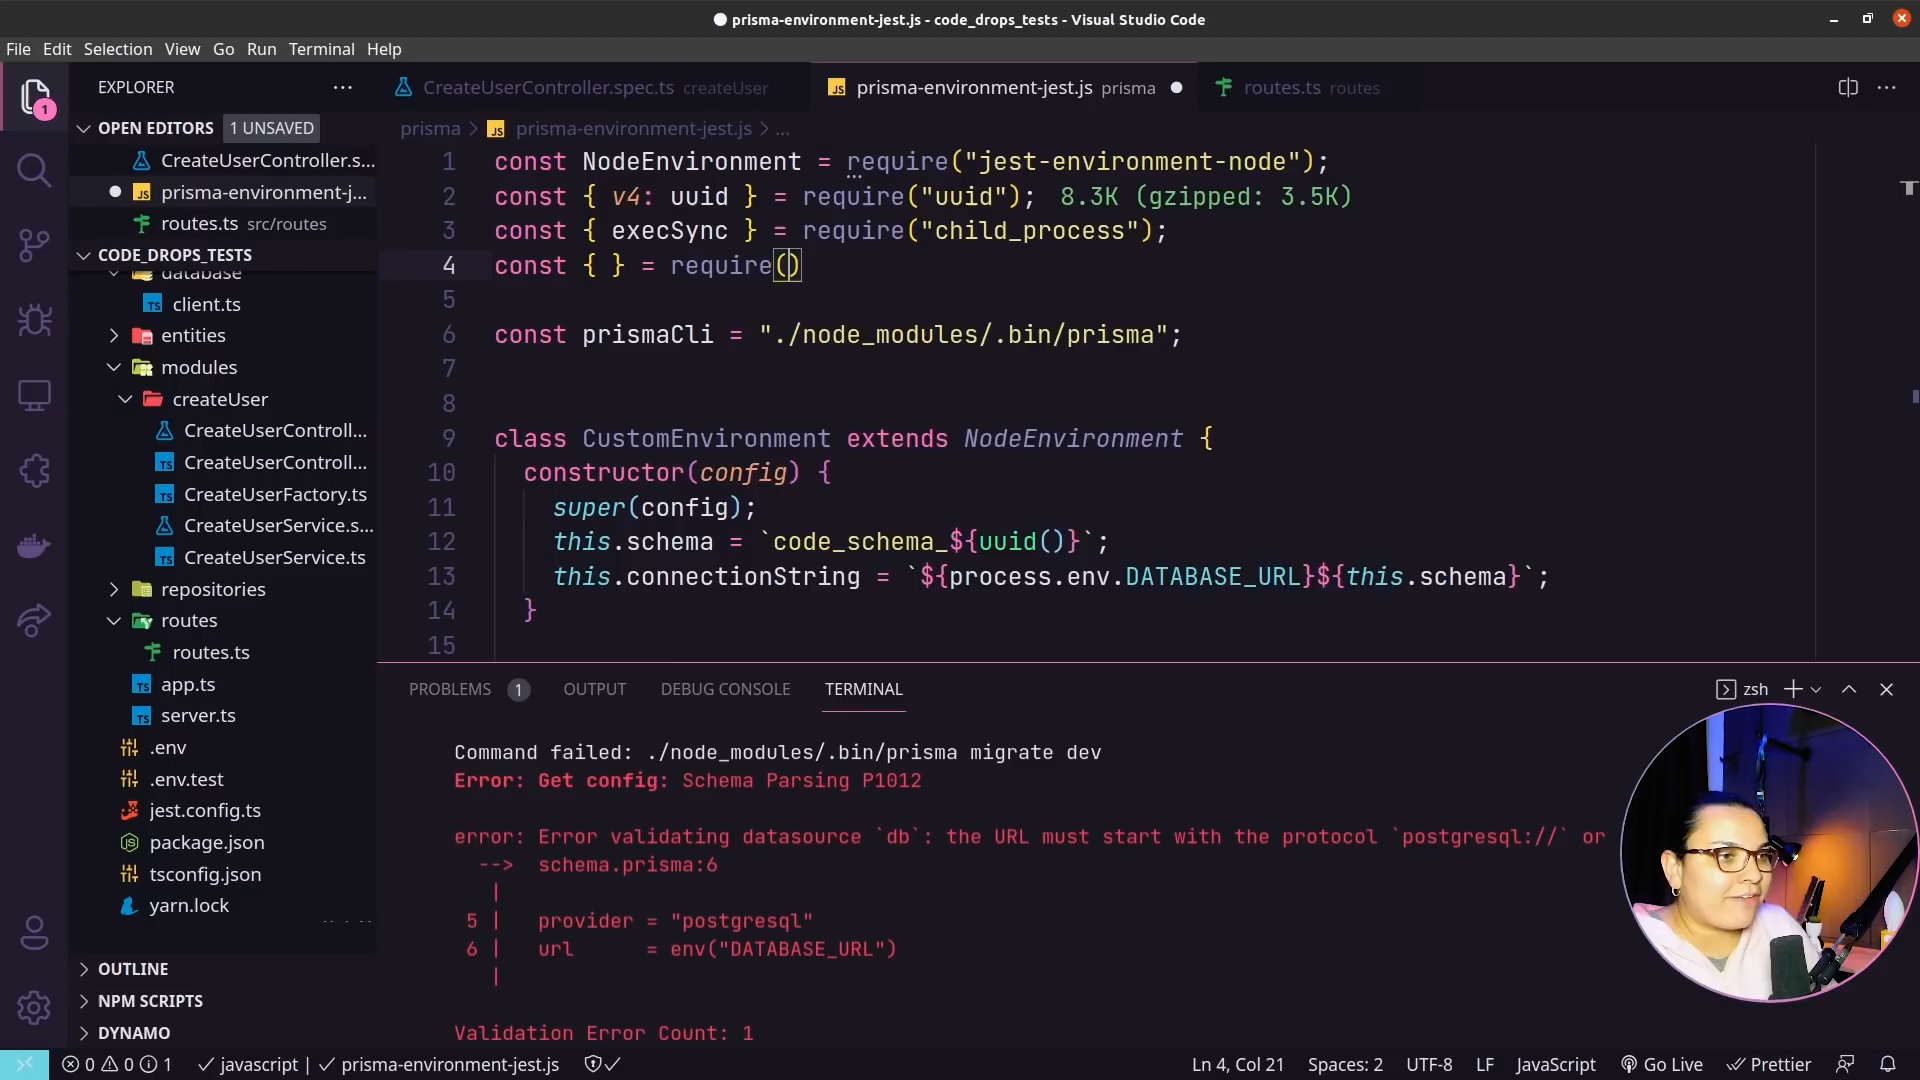 prisma-environment-jest.js - code_drops_tests - Visual Studio Code
File Edit Selection View Go Run Terminal Help
EXPLORER
OPEN EDITORS 1 UNSAVED
CreateUserController.s...
prisma-environment-j...
routes.ts src/routes
CODE_DROPS_TESTS
database
client.ts
entities
modules
createUser
CreateUserControll...
CreateUserControll...
CreateUserFactory.ts
CreateUserService.s...
CreateUserService.ts
repositories
routes
routes.ts
app.ts
server.ts
.env
.env.test
jest.config.ts
package.json
tsconfig.json
yarn.lock
OUTLINE
NPM SCRIPTS
DYNAMO
1
CreateUserController.spec.ts createUser
prisma-environment-jest.js prisma
routes.ts routes
prisma > prisma-environment-jest.js > ...
1 const NodeEnvironment = require("jest-environment-node");
2 const { v4: uuid } = require("uuid"); 8.3K (gzipped: 3.5K)
3 const { execSync } = require("child_process");
4 const { } = require()
5
6 const prismaCli = "./node_modules/.bin/prisma";
7
8
9 class CustomEnvironment extends NodeEnvironment {
10 constructor(config) {
11 super(config);
12 this.schema = `code_schema_${uuid()}`;
13 this.connectionString = `${process.env.DATABASE_URL}${this.schema}`;
14 }
15
PROBLEMS 1 OUTPUT DEBUG CONSOLE TERMINAL
zsh
Command failed: ./node_modules/.bin/prisma migrate dev
Error: Get config: Schema Parsing P1012
error: Error validating datasource `db`: the URL must start with the protocol `postgresql://` or
--> schema.prisma:6
|
5 | provider = "postgresql"
6 | url = env("DATABASE_URL")
|
Validation Error Count: 1
0 0 1 javascript | prisma-environment-jest.js
Ln 4, Col 21 Spaces: 2 UTF-8 LF JavaScript Go Live Prettier